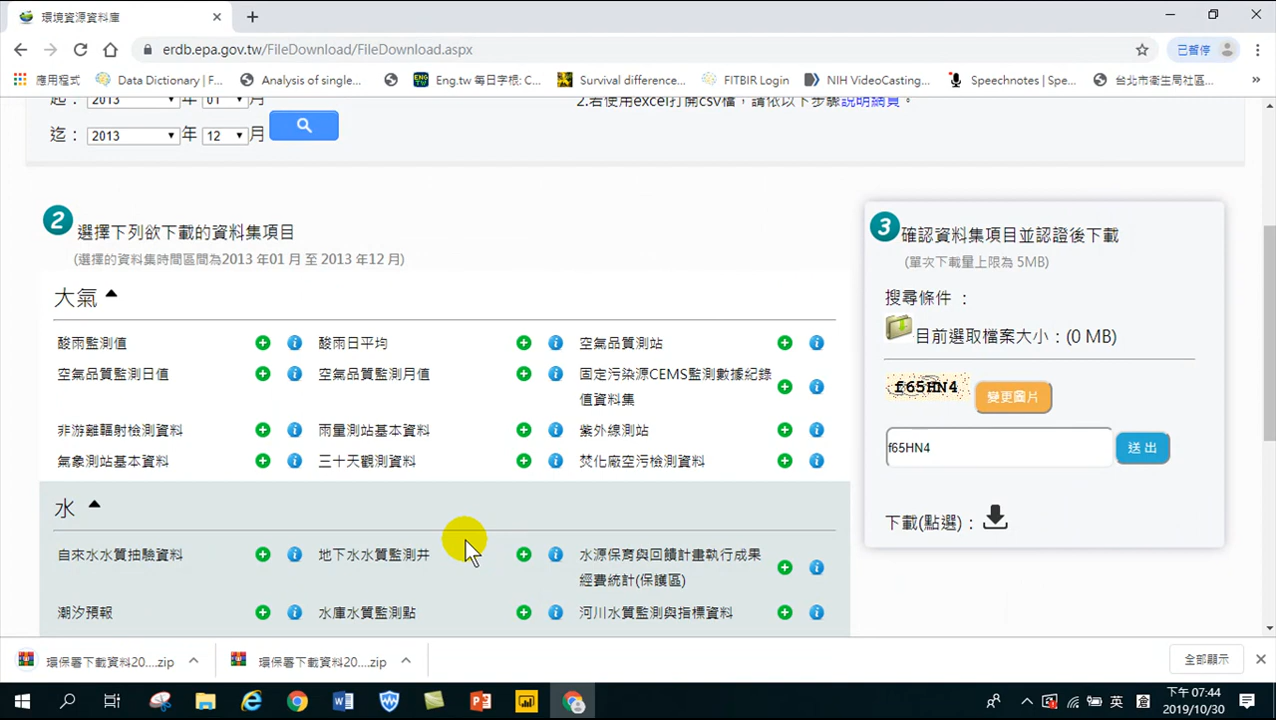 環境資源資料庫
erdb.epa.gov.tw/FileDownload/FileDownload.aspx
已暫停
應用程式 Data Dictionary | F... Analysis of single... Eng.tw 每日字根: C... Survival difference... FITBIR Login NIH VideoCasting... Speechnotes | Spe... 台北市衛生局社區... »
起： 2013 年 01 月
2.若使用excel打開csv檔，請依以下步驟說明網頁。
迄： 2013 年 12 月
2 選擇下列欲下載的資料集項目
(選擇的資料集時間區間為2013 年01 月 至 2013 年12 月)
大氣
酸雨監測值 酸雨日平均 空氣品質測站
空氣品質監測日值 空氣品質監測月值 固定污染源CEMS監測數據紀錄
值資料集
非游離輻射檢測資料 雨量測站基本資料 紫外線測站
氣象測站基本資料 三十天觀測資料 焚化廠空污檢測資料
水
自來水水質抽驗資料 地下水水質監測井 水源保育與回饋計畫執行成果
經費統計(保護區)
潮汐預報 水庫水質監測點 河川水質監測與指標資料
3 確認資料集項目並認證後下載
(單次下載量上限為 5MB)
搜尋條件 ：
目前選取檔案大小：(0 MB)
f65HN4 變更圖片
f65HN4 送出
下載(點選)：
環保署下載資料20....zip 環保署下載資料20....zip 全部顯示
英
下午 07:44
2019/10/30